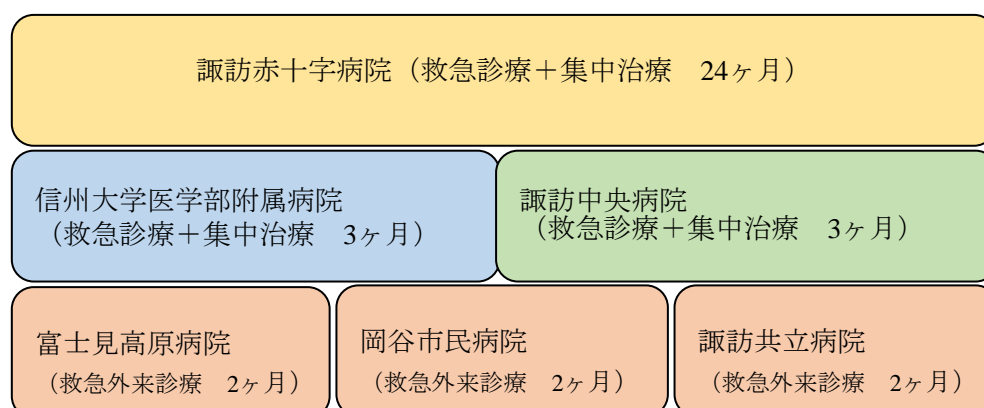 諏訪赤十字病院（救急診療＋集中治療　24ヶ月）
信州大学医学部附属病院
（救急診療＋集中治療　3ヶ月）
諏訪中央病院
（救急診療＋集中治療　3ヶ月）
富士見高原病院
（救急外来診療　2ヶ月）
岡谷市民病院
（救急外来診療　2ヶ月）
諏訪共立病院
（救急外来診療　2ヶ月）